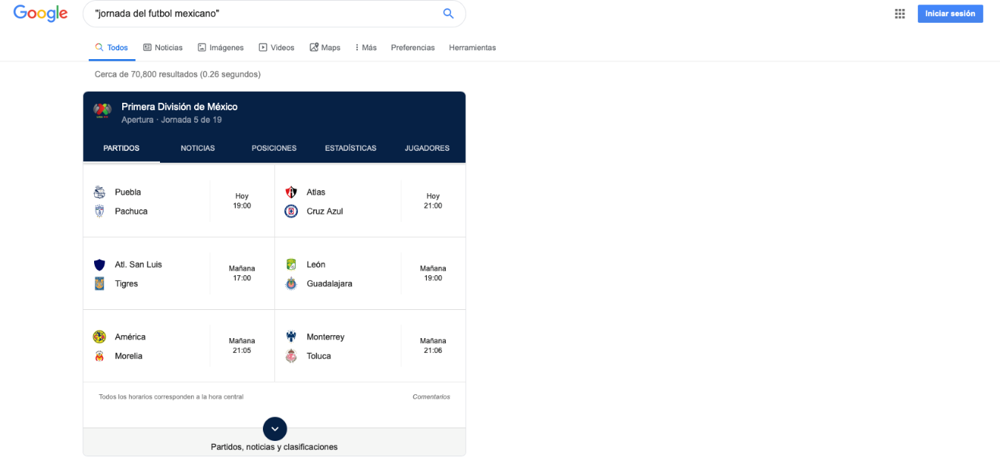 Google
"jornada del futbol mexicano"
Iniciar sesión
Todos Noticias Imágenes Videos Maps Más Preferencias Herramientas
Cerca de 70,800 resultados (0.26 segundos)
Primera División de México
Apertura · Jornada 5 de 19
PARTIDOS NOTICIAS POSICIONES ESTADÍSTICAS JUGADORES
Puebla
Pachuca
Hoy
19:00
Atlas
Cruz Azul
Hoy
21:00
Atl. San Luis
Tigres
Mañana
17:00
León
Guadalajara
Mañana
19:00
América
Morelia
Mañana
21:05
Monterrey
Toluca
Mañana
21:06
Todos los horarios corresponden a la hora central
Comentarios
Partidos, noticias y clasificaciones